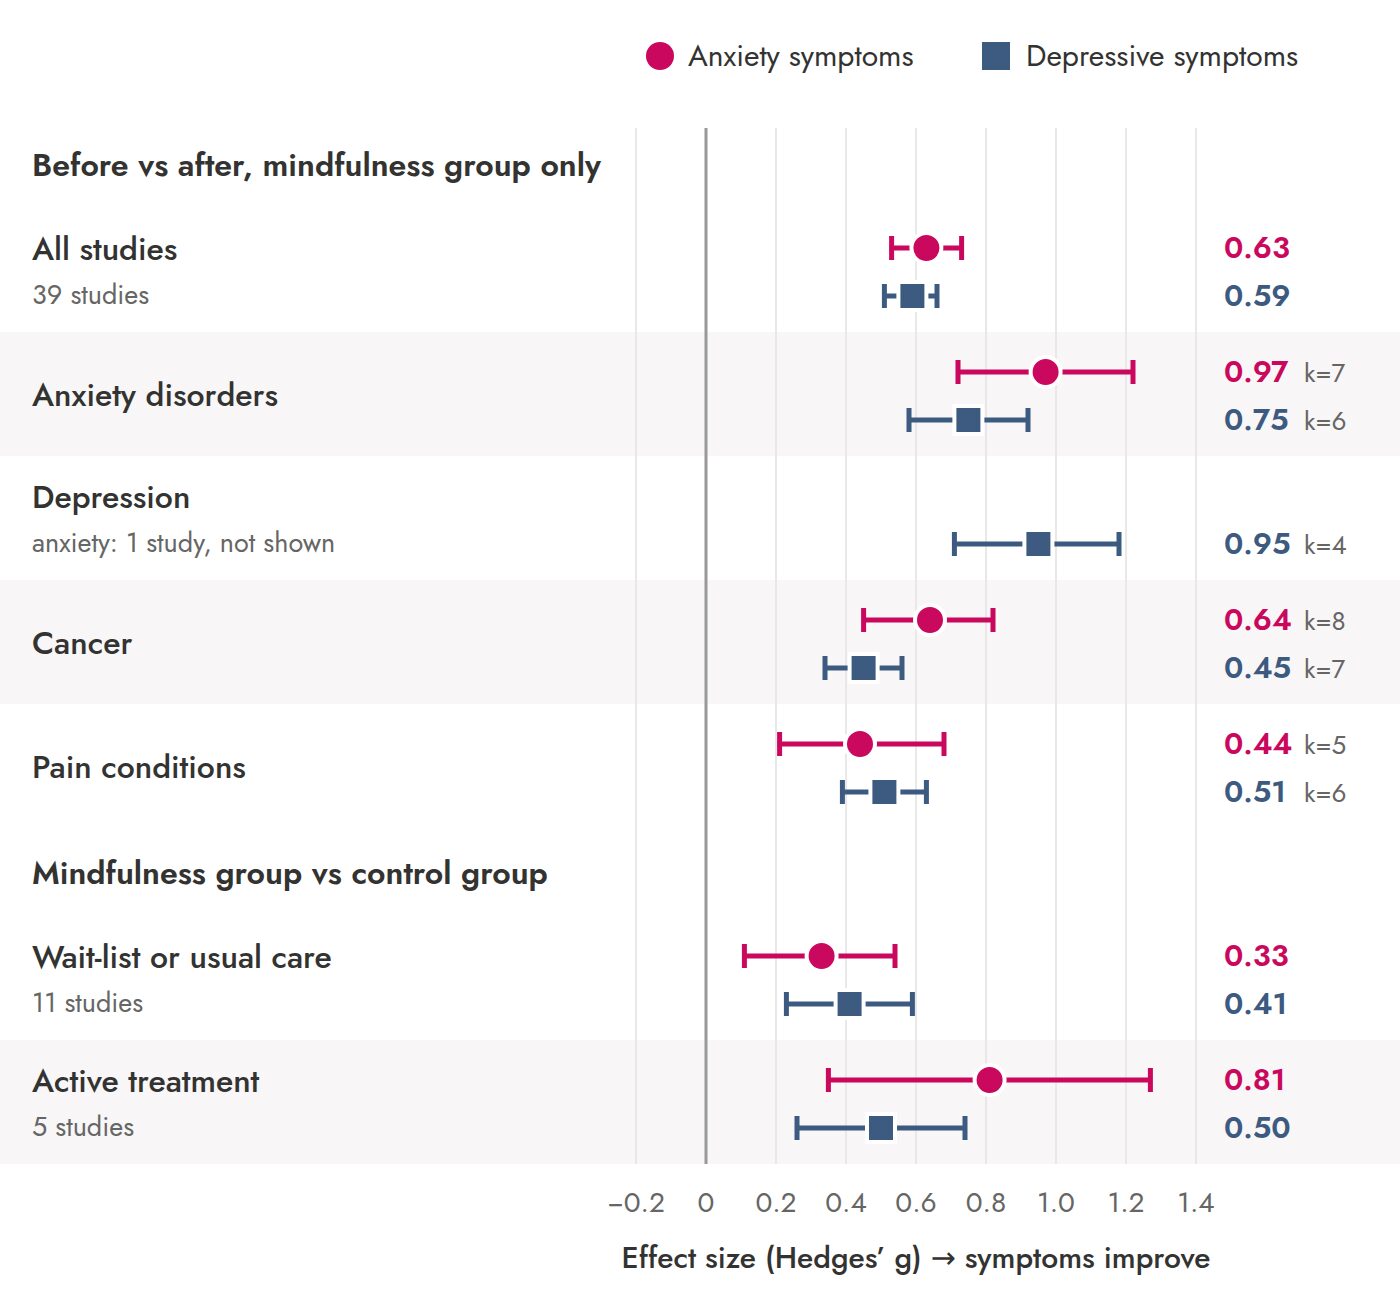 Anxiety symptoms
Depressive symptoms
Before vs after, mindfulness group only
All studies
39 studies
0.63
0.59
Anxiety disorders
0.97 k=7
0.75 k=6
Depression
anxiety: 1 study, not shown
0.95 k=4
Cancer
0.64 k=8
0.45 k=7
Pain conditions
0.44 k=5
0.51 k=6
Mindfulness group vs control group
Wait-list or usual care
11 studies
0.33
0.41
Active treatment
5 studies
0.81
0.50
−0.2 0 0.2 0.4 0.6 0.8 1.0 1.2 1.4
Effect size (Hedges’ g) → symptoms improve